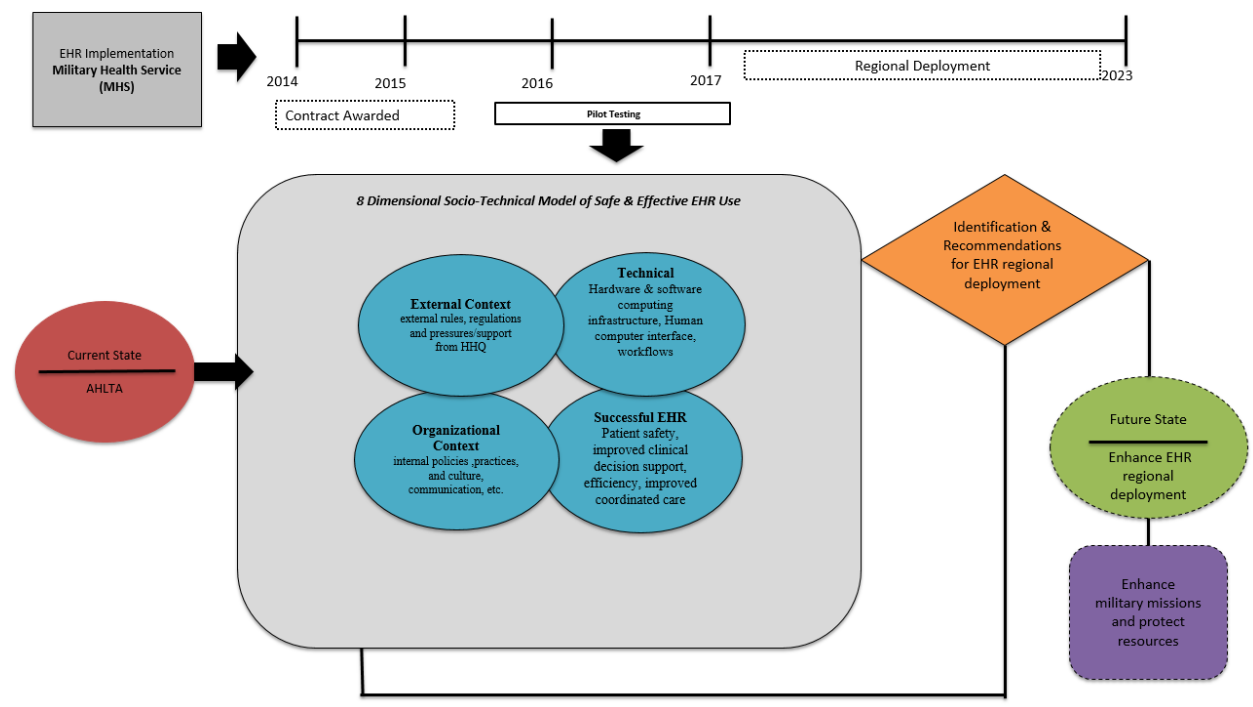 EHR Implementation
Military Health Service
(MHS)
2014
2015
2016
2017
2023
Regional Deployment
Contract Awarded
Pilot Testing
8 Dimensional Socio-Technical Model of Safe & Effective EHR Use
External Context
external rules, regulations
and pressures/support
from HHQ
Technical
Hardware & software
computing
infrastructure, Human
computer interface,
workflows
Organizational
Context
internal policies ,practices,
and culture,
communication, etc.
Successful EHR
Patient safety,
improved clinical
decision support,
efficiency, improved
coordinated care
Current State
AHLTA
Identification &
Recommendations
for EHR regional
deployment
Future State
Enhance EHR
regional
deployment
Enhance
military missions
and protect
resources